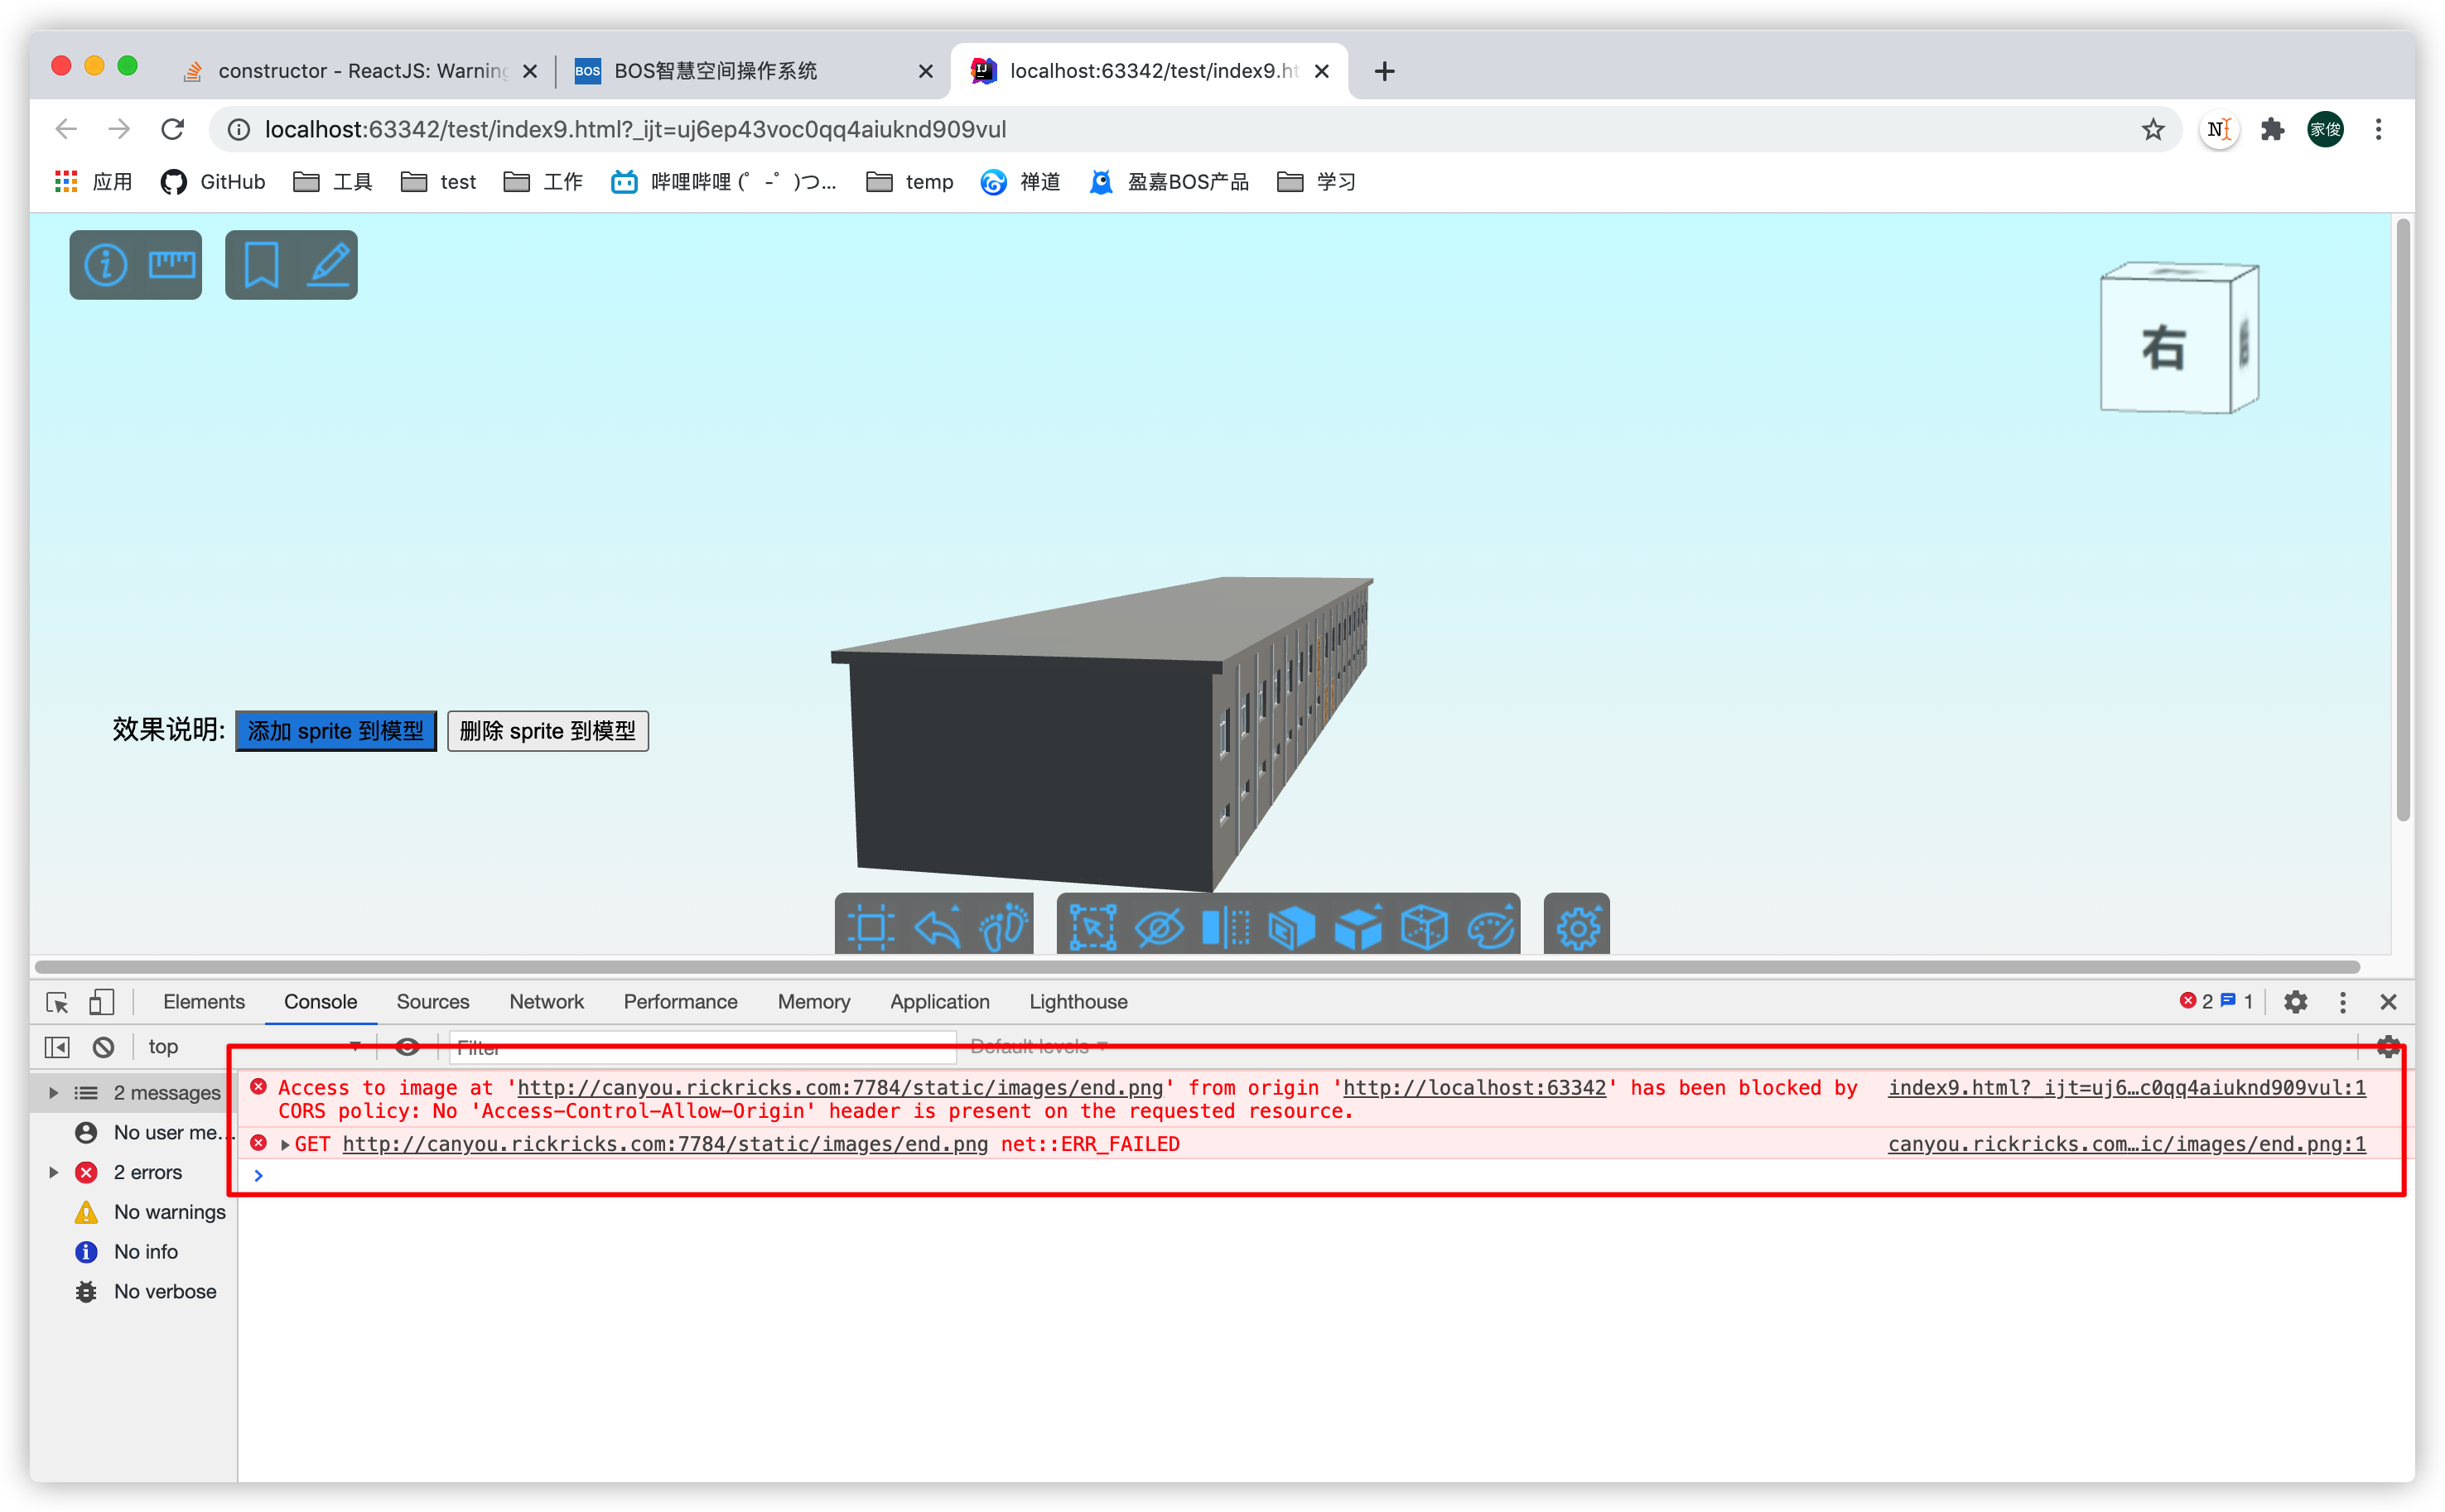 constructor - ReactJS: Warning
BOS BOS智慧空间操作系统
localhost:63342/test/index9.ht
localhost:63342/test/index9.html?_ijt=uj6ep43voc0qq4aiuknd909vul
家俊
应用 GitHub 工具 test 工作 哔哩哔哩 (゜-゜)つ... temp 禅道 盈嘉BOS产品 学习
右
效果说明: 添加 sprite 到模型 删除 sprite 到模型
Elements Console Sources Network Performance Memory Application Lighthouse 2 1
top Filter Default levels
2 messages
No user me...
2 errors
No warnings
No info
No verbose
Access to image at 'http://canyou.rickricks.com:7784/static/images/end.png' from origin 'http://localhost:63342' has been blocked by index9.html?_ijt=uj6…c0qq4aiuknd909vul:1
CORS policy: No 'Access-Control-Allow-Origin' header is present on the requested resource.
GET http://canyou.rickricks.com:7784/static/images/end.png net::ERR_FAILED canyou.rickricks.com…ic/images/end.png:1